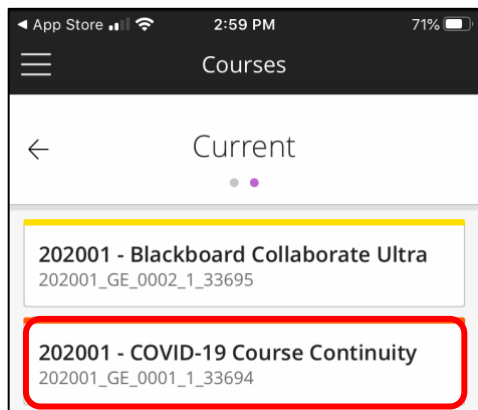 App Store 2:59 PM 71%
Courses
Current
202001 - Blackboard Collaborate Ultra
202001_GE_0002_1_33695
202001 - COVID-19 Course Continuity
202001_GE_0001_1_33694